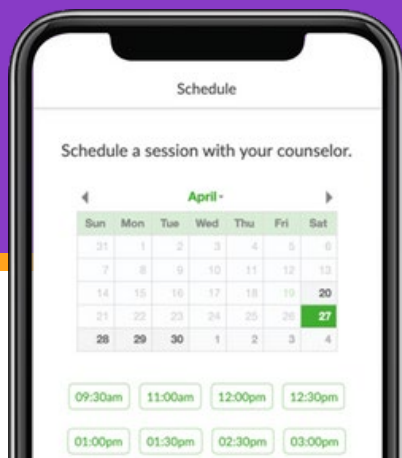 Schedule
Schedule a session with your counselor.
April
Sun Mon Tue Wed Thu Fri Sat
31 1 2 3 4 5 6
7 8 9 10 11 12 13
14 15 16 17 18 19 20
21 22 23 24 25 26 27
28 29 30 1 2 3 4
09:30am 11:00am 12:00pm 12:30pm
01:00pm 01:30pm 02:30pm 03:00pm